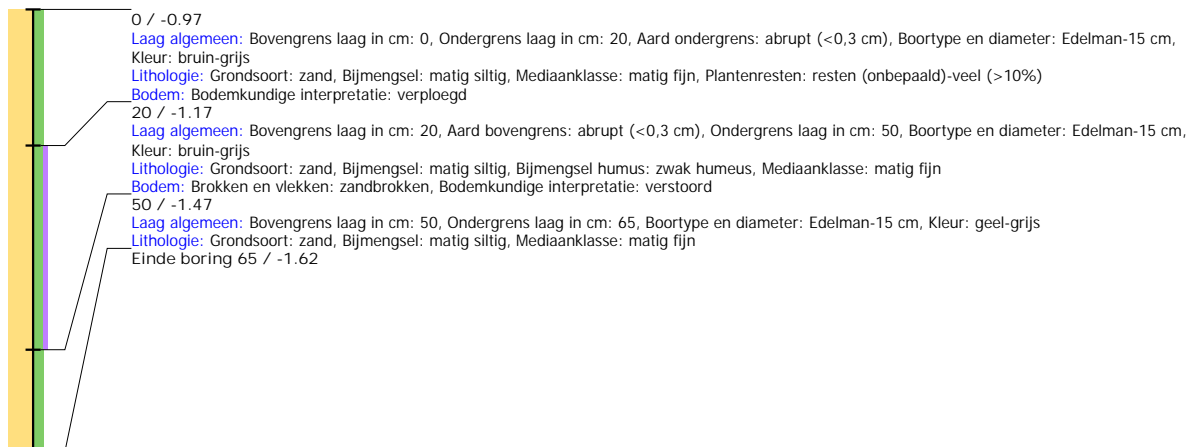 0 / -0.97
Laag algemeen: Bovengrens laag in cm: 0, Ondergrens laag in cm: 20, Aard ondergrens: abrupt (<0,3 cm), Boortype en diameter: Edelman-15 cm,
Kleur: bruin-grijs
Lithologie: Grondsoort: zand, Bijmengsel: matig siltig, Mediaanklasse: matig fijn, Plantenresten: resten (onbepaald)-veel (>10%)
Bodem: Bodemkundige interpretatie: verploegd
20 / -1.17
Laag algemeen: Bovengrens laag in cm: 20, Aard bovengrens: abrupt (<0,3 cm), Ondergrens laag in cm: 50, Boortype en diameter: Edelman-15 cm,
Kleur: bruin-grijs
Lithologie: Grondsoort: zand, Bijmengsel: matig siltig, Bijmengsel humus: zwak humeus, Mediaanklasse: matig fijn
Bodem: Brokken en vlekken: zandbrokken, Bodemkundige interpretatie: verstoord
50 / -1.47
Laag algemeen: Bovengrens laag in cm: 50, Ondergrens laag in cm: 65, Boortype en diameter: Edelman-15 cm, Kleur: geel-grijs
Lithologie: Grondsoort: zand, Bijmengsel: matig siltig, Mediaanklasse: matig fijn
Einde boring 65 / -1.62